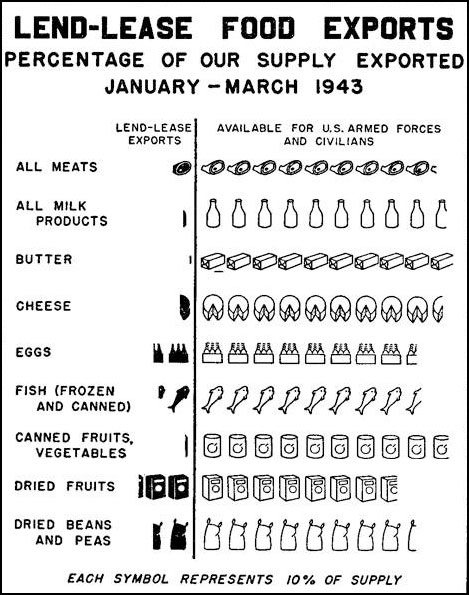 LEND-LEASE FOOD EXPORTS
PERCENTAGE OF OUR SUPPLY EXPORTED
JANUARY – MARCH 1943
LEND-LEASE
EXPORTS
AVAILABLE FOR U.S. ARMED FORCES
AND CIVILIANS
ALL MEATS
ALL MILK
PRODUCTS
BUTTER
CHEESE
EGGS
FISH (FROZEN
AND CANNED)
CANNED FRUITS,
VEGETABLES
DRIED FRUITS
DRIED BEANS
AND PEAS
EACH SYMBOL REPRESENTS 10% OF SUPPLY